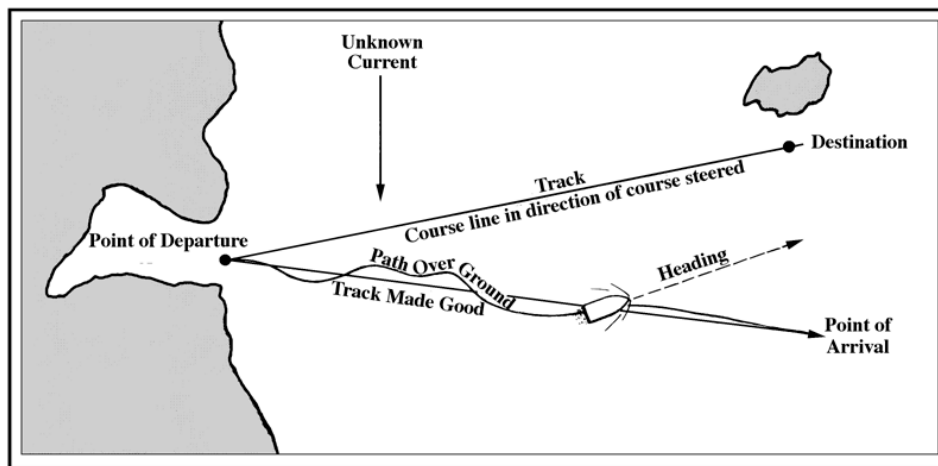 Unknown
Current
Destination
Track
Course line in direction of course steered
Point of Departure
Path Over Ground
Heading
Track Made Good
Point of
Arrival